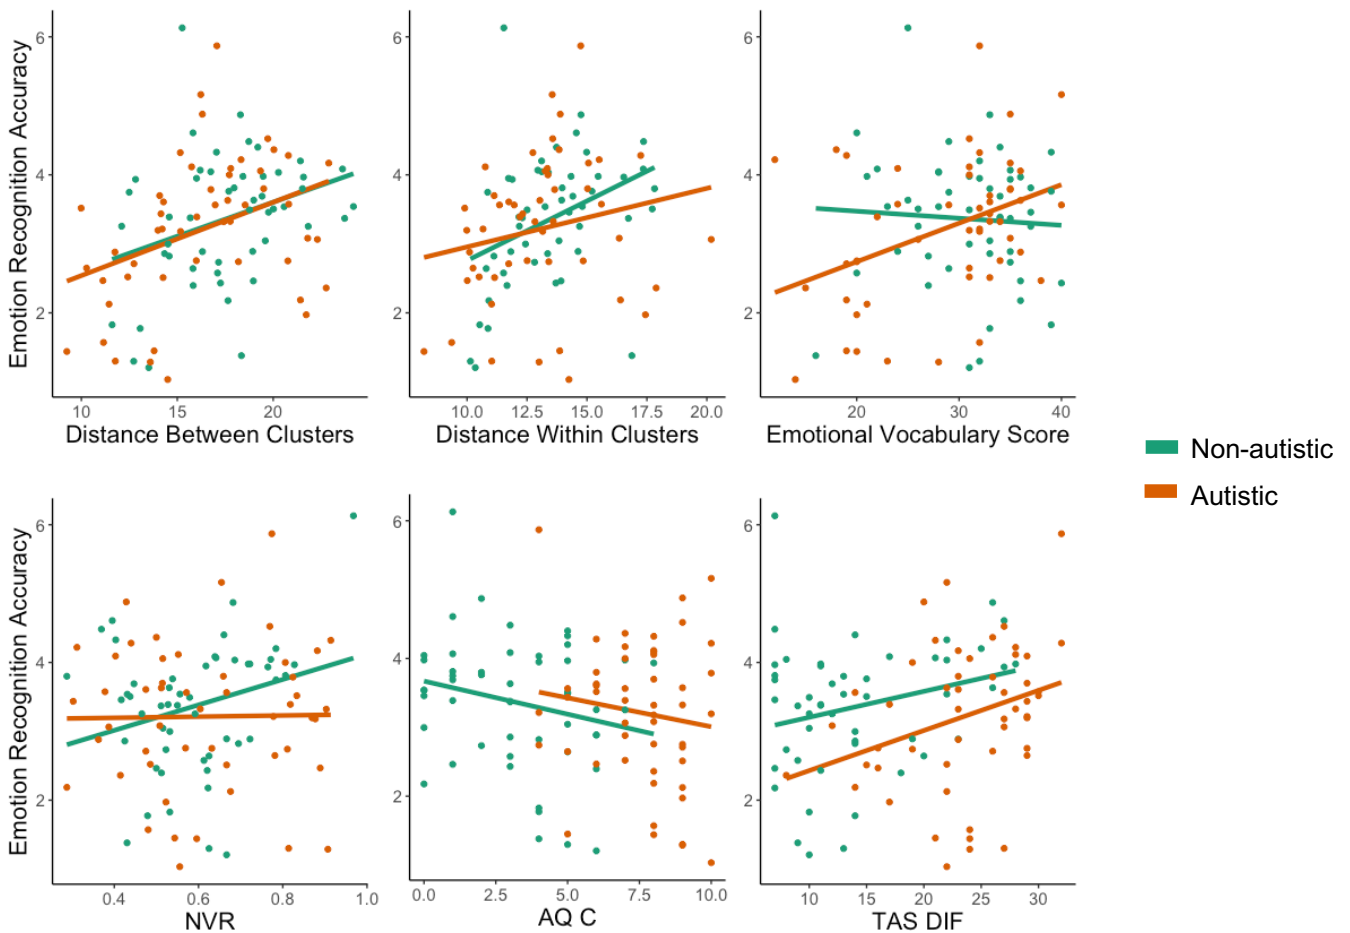 Emotion Recognition Accuracy
6
4
2
10 15 20
Distance Between Clusters
6
4
2
10.0 12.5 15.0 17.5 20.0
Distance Within Clusters
6
4
2
20 30 40
Emotional Vocabulary Score
Non-autistic
Autistic
Emotion Recognition Accuracy
6
4
2
0.4 0.6 0.8 1.0
NVR
6
4
2
0.0 2.5 5.0 7.5 10.0
AQ C
6
4
2
10 15 20 25 30
TAS DIF